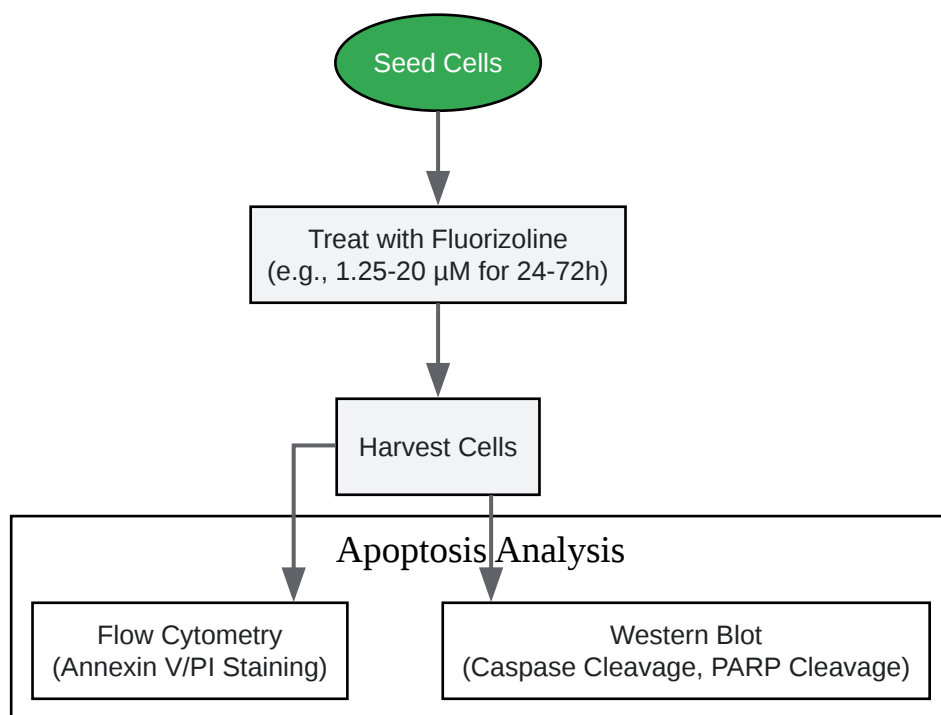 Seed Cells
Treat with Fluorizoline
(e.g., 1.25-20 µM for 24-72h)
Harvest Cells
Apoptosis Analysis
Flow Cytometry
(Annexin V/PI Staining)
Western Blot
(Caspase Cleavage, PARP Cleavage)